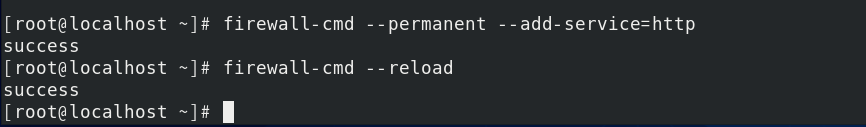 [root@localhost ~]# firewall-cmd --permanent --add-service=http
success
[root@localhost ~]# firewall-cmd --reload
success
[root@localhost ~]#